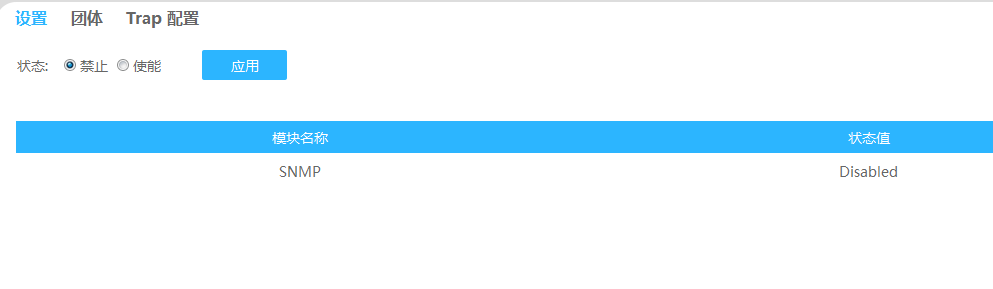 设置 团体 Trap 配置
状态: 禁止 使能 应用
模块名称 状态值
SNMP Disabled